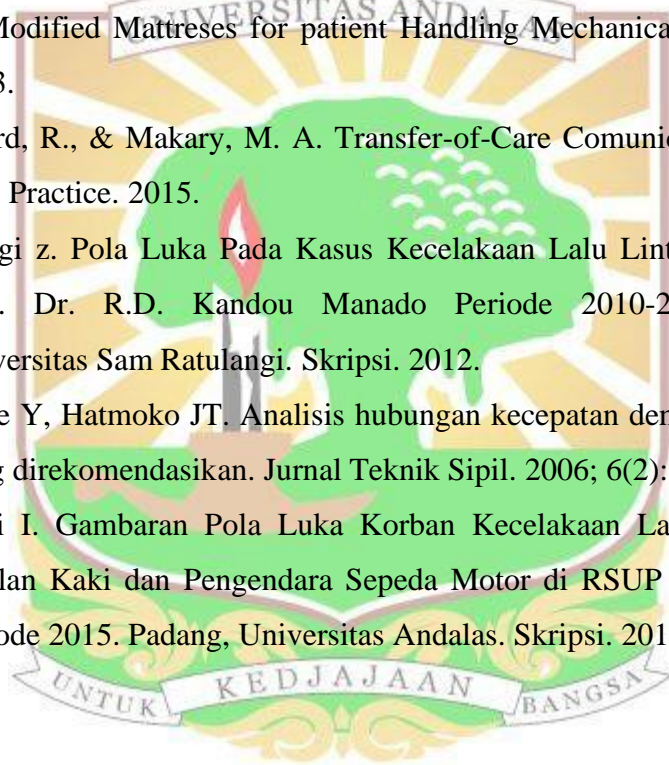 UNIVERSITAS ANDALAS
Modified Mattreses for patient Handling Mechanica
3.
rd, R., & Makary, M. A. Transfer-of-Care Comunic
Practice. 2015.
gi z. Pola Luka Pada Kasus Kecelakaan Lalu Lint
. Dr. R.D. Kandou Manado Periode 2010-2
versitas Sam Ratulangi. Skripsi. 2012.
e Y, Hatmoko JT. Analisis hubungan kecepatan den
g direkomendasikan. Jurnal Teknik Sipil. 2006; 6(2):
i I. Gambaran Pola Luka Korban Kecelakaan La
lan Kaki dan Pengendara Sepeda Motor di RSUP
ode 2015. Padang, Universitas Andalas. Skripsi. 201
UNTUK KEDJAJAAN BANGSA